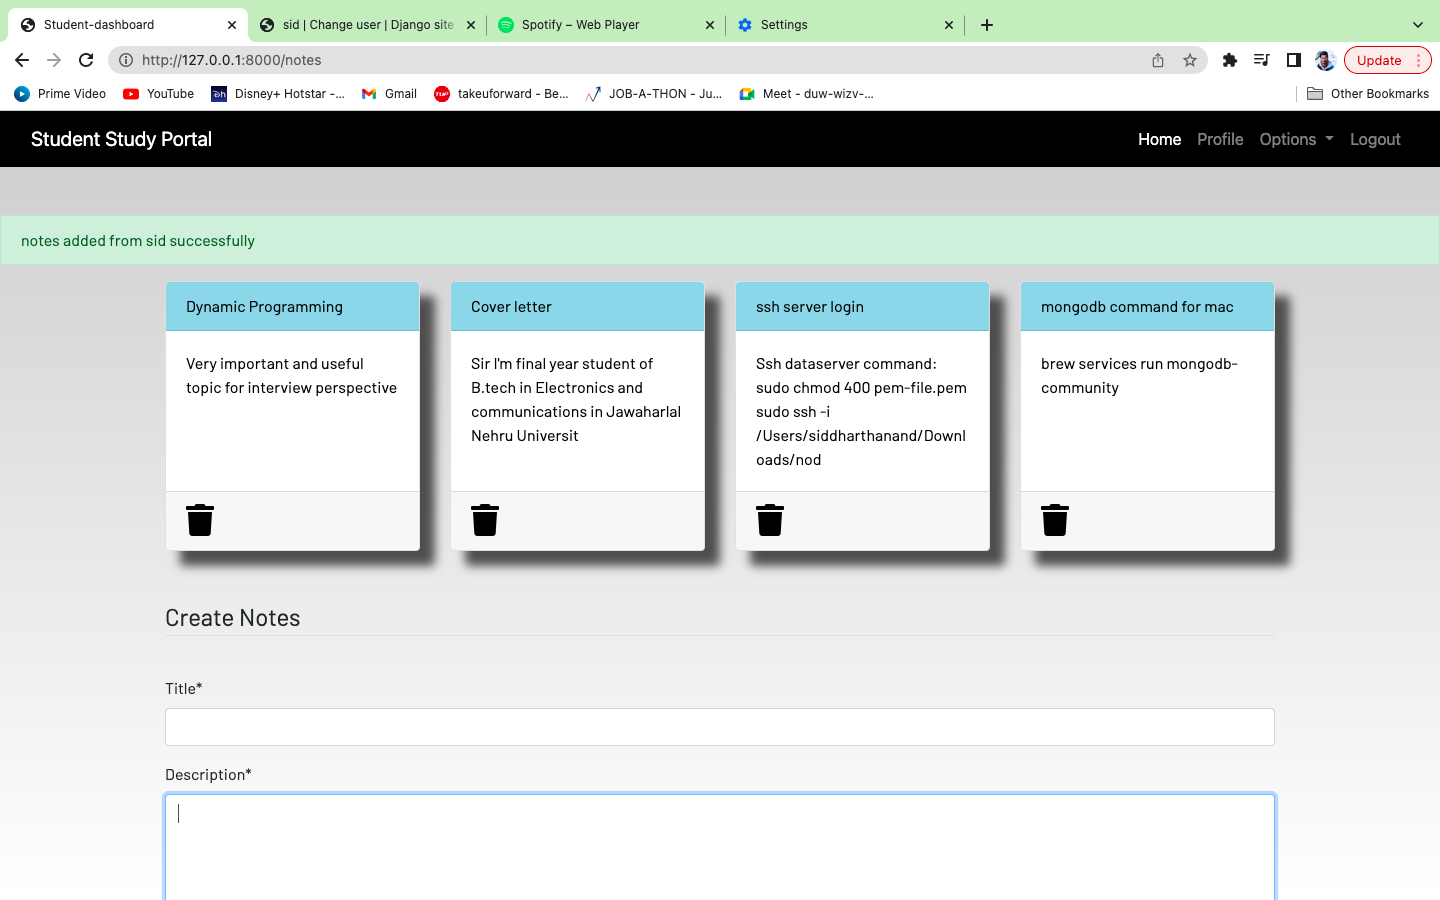 Student-dashboard
sid | Change user | Django site
Spotify – Web Player
Settings
http://127.0.0.1:8000/notes
Update
Prime Video
YouTube
Disney+ Hotstar -...
Gmail
takeuforward - Be...
JOB-A-THON - Ju...
Meet - duw-wizv-...
Other Bookmarks
Student Study Portal
Home
Profile
Options
Logout
notes added from sid successfully
Dynamic Programming
Very important and useful
topic for interview perspective
Cover letter
Sir I'm final year student of
B.tech in Electronics and
communications in Jawaharlal
Nehru Universit
ssh server login
Ssh dataserver command:
sudo chmod 400 pem-file.pem
sudo ssh -i
/Users/siddharthanand/Downl
oads/nod
mongodb command for mac
brew services run mongodb-
community
Create Notes
Title*
Description*